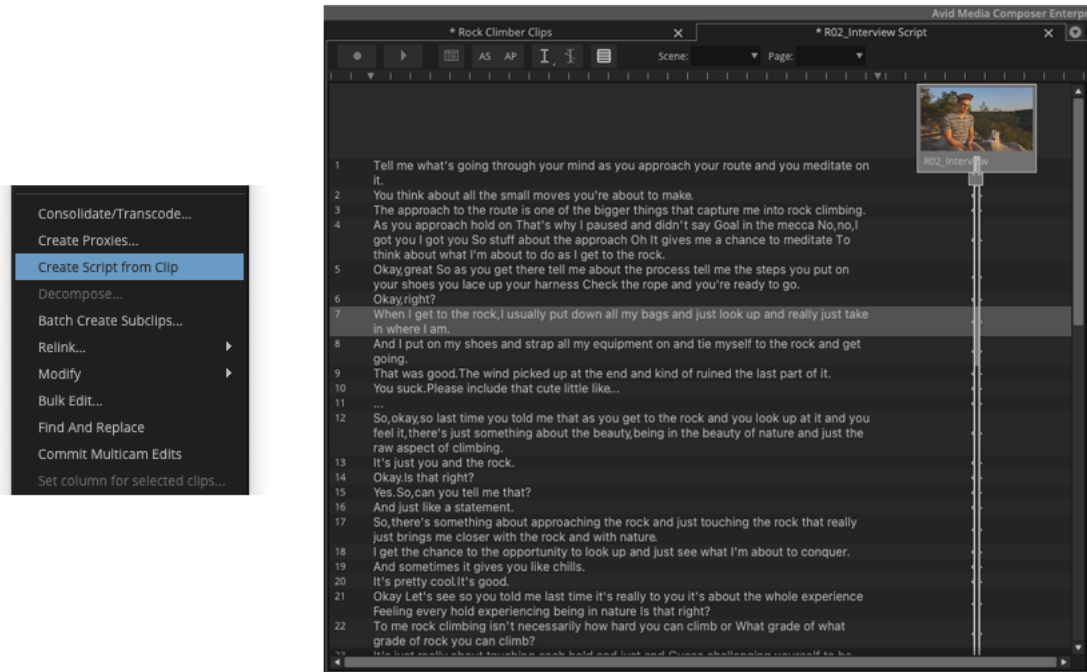 Consolidate/Transcode...
Create Proxies...
Create Script from Clip
Decompose...
Batch Create Subclips...
Relink...
Modify
Bulk Edit...
Find And Replace
Commit Multicam Edits
Set column for selected clips...
Avid Media Composer Enterpr
* Rock Climber Clips
* R02_Interview Script
AS AP
Scene:
Page:
R02_Interview
1 Tell me what's going through your mind as you approach your route and you meditate on
it.
2 You think about all the small moves you're about to make.
3 The approach to the route is one of the bigger things that capture me into rock climbing.
4 As you approach hold on That's why I paused and didn't say Goal in the mecca No,no,I
got you I got you So stuff about the approach Oh It gives me a chance to meditate To
think about what I'm about to do as I get to the rock.
5 Okay,great So as you get there tell me about the process tell me the steps you put on
your shoes you lace up your harness Check the rope and you're ready to go.
6 Okay,right?
7 When I get to the rock,I usually put down all my bags and just look up and really just take
in where I am.
8 And I put on my shoes and strap all my equipment on and tie myself to the rock and get
going.
9 That was good.The wind picked up at the end and kind of ruined the last part of it.
10 You suck.Please include that cute little like...
11 ...
12 So,okay,so last time you told me that as you get to the rock and you look up at it and you
feel it,there's just something about the beauty,being in the beauty of nature and just the
raw aspect of climbing.
13 It's just you and the rock.
14 Okay.Is that right?
15 Yes.So,can you tell me that?
16 And just like a statement.
17 So,there's something about approaching the rock and just touching the rock that really
just brings me closer with the rock and with nature.
18 I get the chance to the opportunity to look up and just see what I'm about to conquer.
19 And sometimes it gives you like chills.
20 It's pretty cool.It's good.
21 Okay Let's see so you told me last time it's really to you it's about the whole experience
Feeling every hold experiencing being in nature Is that right?
22 To me rock climbing isn't necessarily how hard you can climb or What grade of what
grade of rock you can climb?
23 It's just really about touching each hold and just and Guess challenging yourself to be